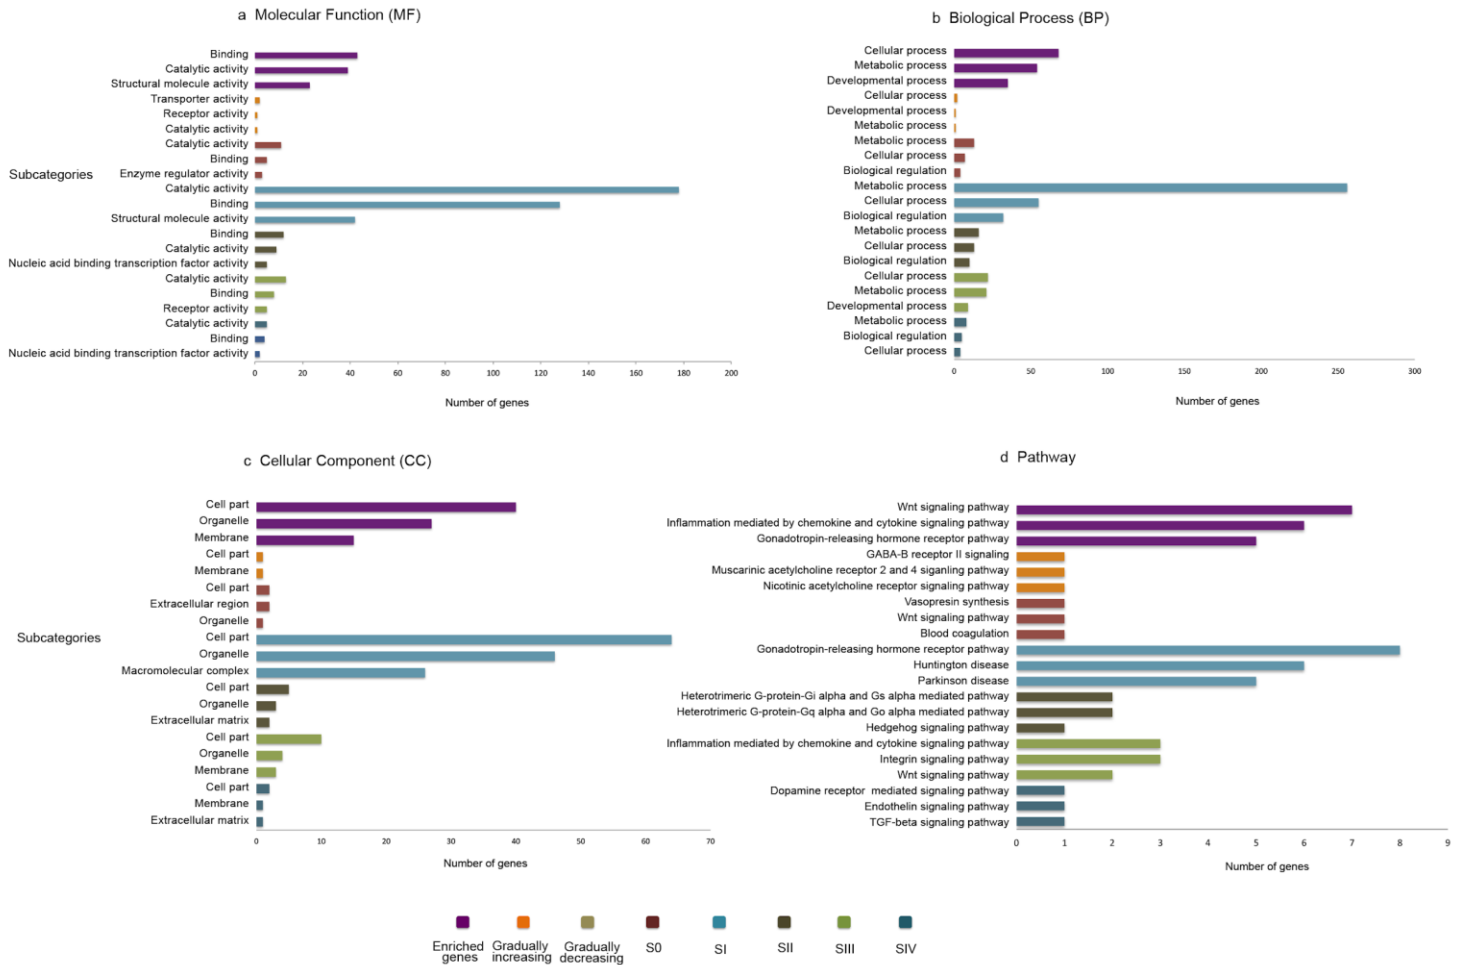 a Molecular Function (MF)
Binding
Catalytic activity
Structural molecule activity
Transporter activity
Receptor activity
Catalytic activity
Catalytic activity
Binding
Subcategories
Enzyme regulator activity
Catalytic activity
Binding
Structural molecule activity
Binding
Catalytic activity
Nucleic acid binding transcription factor activity
Catalytic activity
Binding
Receptor activity
Catalytic activity
Binding
Nucleic acid binding transcription factor activity
0 20 40 60 80 100 120 140 160 180 200
Number of genes
b Biological Process (BP)
Cellular process
Metabolic process
Developmental process
Cellular process
Developmental process
Metabolic process
Metabolic process
Cellular process
Biological regulation
Metabolic process
Cellular process
Biological regulation
Metabolic process
Cellular process
Biological regulation
Cellular process
Metabolic process
Developmental process
Metabolic process
Biological regulation
Cellular process
0 50 100 150 200 250 300
Number of genes
c Cellular Component (CC)
Cell part
Organelle
Membrane
Cell part
Membrane
Cell part
Extracellular region
Organelle
Subcategories
Cell part
Organelle
Macromolecular complex
Cell part
Organelle
Extracellular matrix
Cell part
Organelle
Membrane
Cell part
Membrane
Extracellular matrix
0 10 20 30 40 50 60 70
Number of genes
d Pathway
Wnt signaling pathway
Inflammation mediated by chemokine and cytokine signaling pathway
Gonadotropin-releasing hormone receptor pathway
GABA-B receptor II signaling
Muscarinic acetylcholine receptor 2 and 4 siganling pathway
Nicotinic acetylcholine receptor signaling pathway
Vasopresin synthesis
Wnt signaling pathway
Blood coagulation
Gonadotropin-releasing hormone receptor pathway
Huntington disease
Parkinson disease
Heterotrimeric G-protein-Gi alpha and Gs alpha mediated pathway
Heterotrimeric G-protein-Gq alpha and Go alpha mediated pathway
Hedgehog signaling pathway
Inflammation mediated by chemokine and cytokine signaling pathway
Integrin signaling pathway
Wnt signaling pathway
Dopamine receptor mediated signaling pathway
Endothelin signaling pathway
TGF-beta signaling pathway
0 1 2 3 4 5 6 7 8 9
Number of genes
Enriched
genes
Gradually
increasing
Gradually
decreasing
S0
SI
SII
SIII
SIV